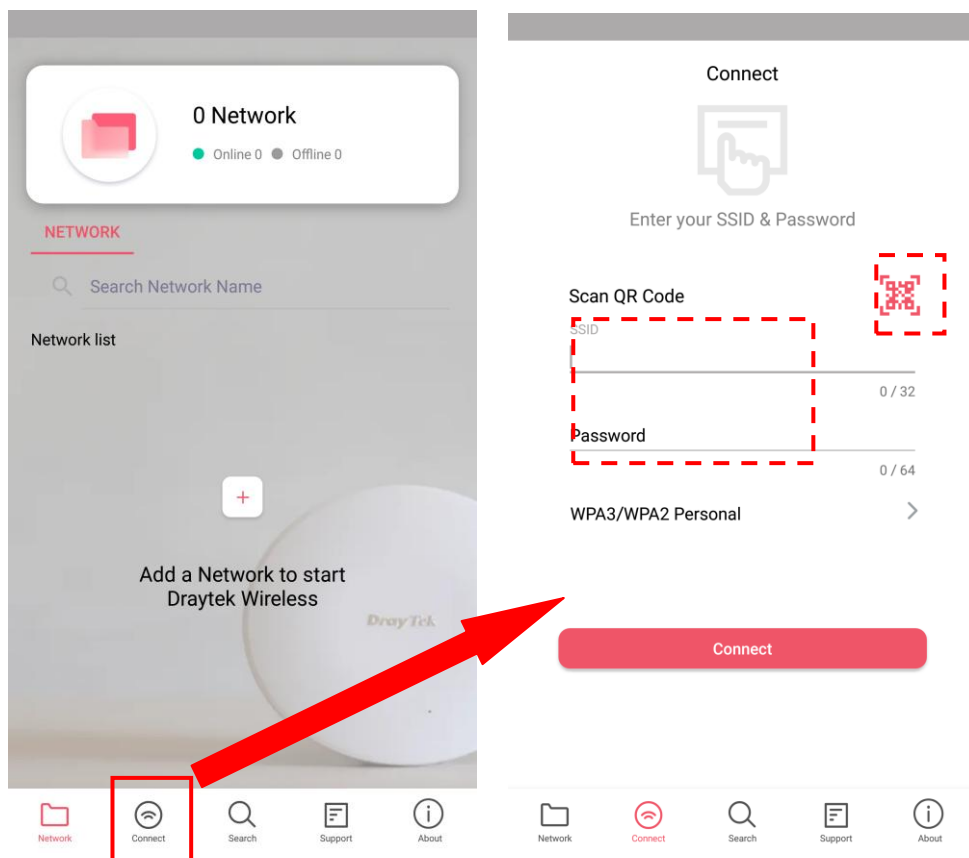 0 Network
Online 0 Offline 0
NETWORK
Search Network Name
Network list
+
Add a Network to start
Draytek Wireless
DrayTek
Network Connect Search Support About
Connect
Enter your SSID & Password
Scan QR Code
SSID
0 / 32
Password
0 / 64
WPA3/WPA2 Personal
Connect
Network Connect Search Support About